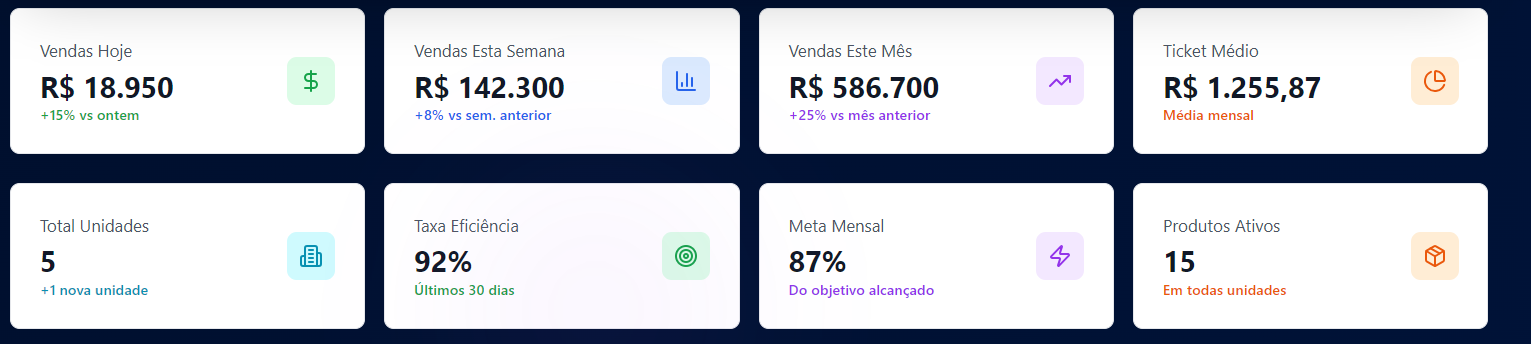 Vendas Hoje
R$ 18.950
+15% vs ontem
Vendas Esta Semana
R$ 142.300
+8% vs sem. anterior
Vendas Este Mês
R$ 586.700
+25% vs mês anterior
Ticket Médio
R$ 1.255,87
Média mensal
Total Unidades
5
+1 nova unidade
Taxa Eficiência
92%
Últimos 30 dias
Meta Mensal
87%
Do objetivo alcançado
Produtos Ativos
15
Em todas unidades